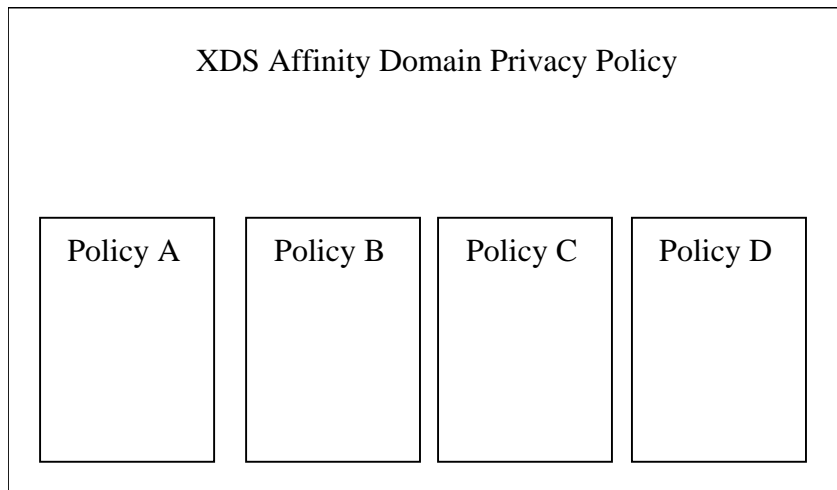 XDS Affinity Domain Privacy Policy
Policy A
Policy B
Policy C
Policy D